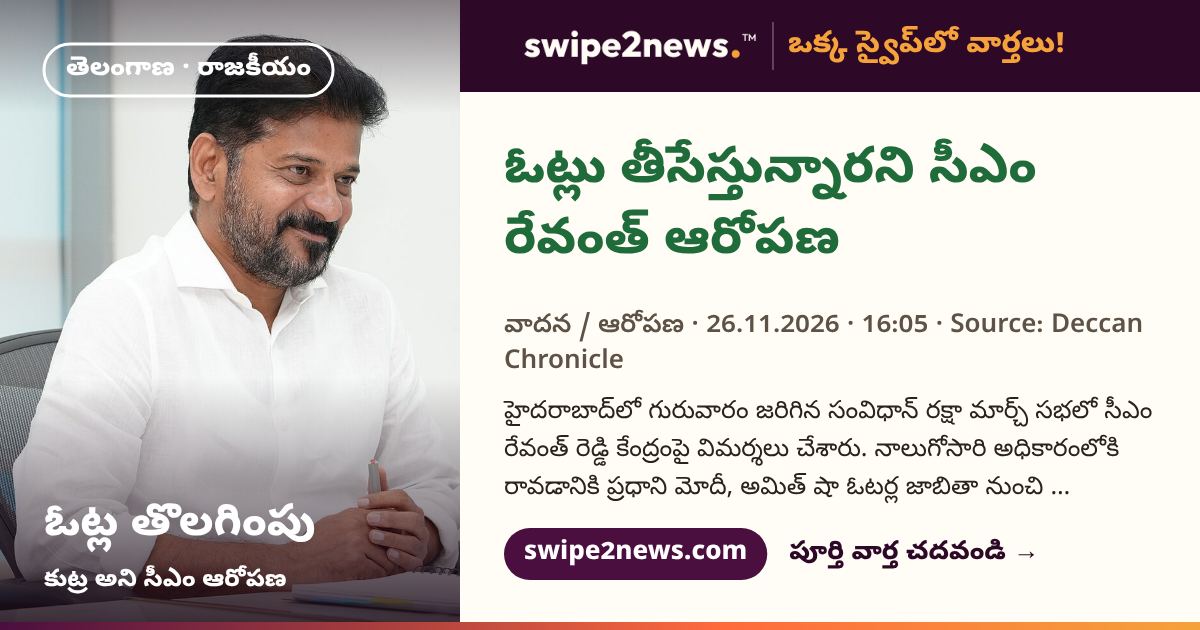 తెలంగాణ · రాజకీయం
ఓట్ల తొలగింపు
కుట్ర అని సీఎం ఆరోపణ
swipe2news.™ ఒక్క స్వైప్‌లో వార్తలు!
ఓట్లు తీసేస్తున్నారని సీఎం
రేవంత్ ఆరోపణ
వాదన / ఆరోపణ · 26.11.2026 · 16:05 · Source: Deccan
Chronicle
హైదరాబాద్‌లో గురువారం జరిగిన సంవిధాన్ రక్షా మార్చ్ సభలో సీఎం
రేవంత్ రెడ్డి కేంద్రంపై విమర్శలు చేశారు. నాలుగోసారి అధికారంలోకి
రావడానికి ప్రధాని మోదీ, అమిత్ షా ఓటర్ల జాబితా నుంచి ...
swipe2news.com పూర్తి వార్త చదవండి →